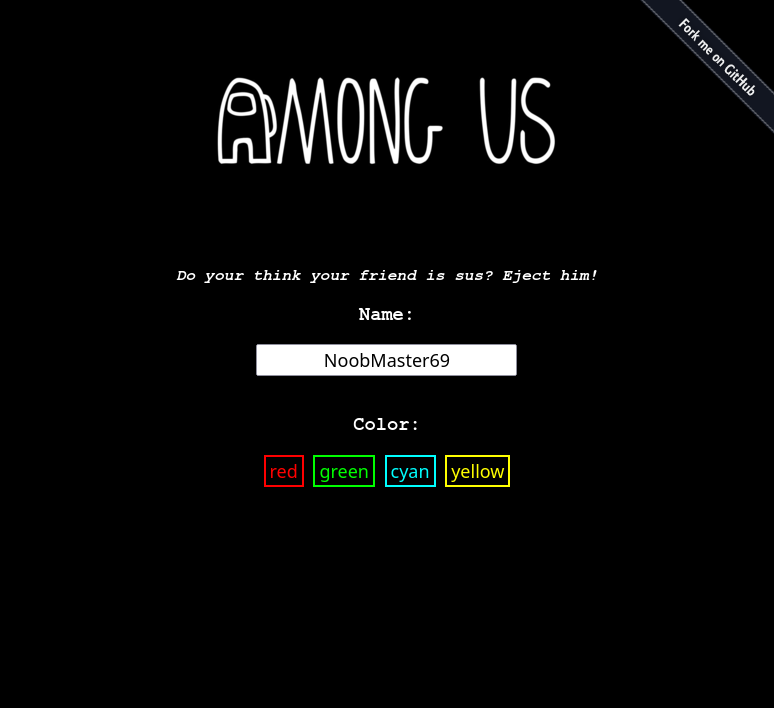 Fork me on GitHub
AMONG US
Do your think your friend is sus? Eject him!
Name:
NoobMaster69
Color:
red green cyan yellow